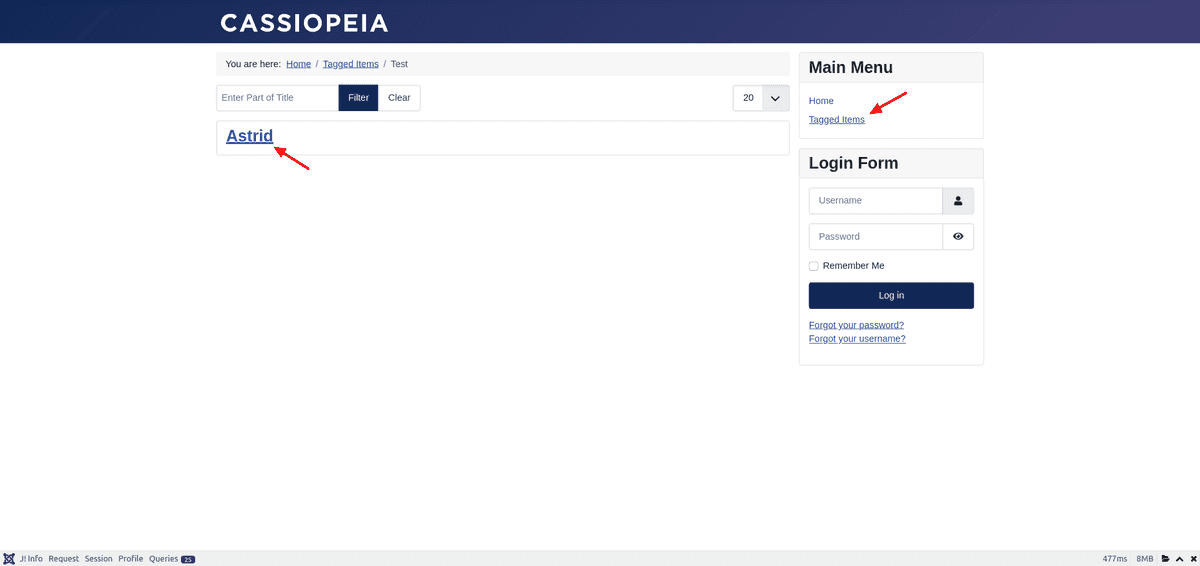 CASSIOPEIA
You are here: Home / Tagged Items / Test
Enter Part of Title Filter Clear 20
Astrid
Main Menu
Home
Tagged Items
Login Form
Username
Password
Remember Me
Log in
Forgot your password?
Forgot your username?
J! Info Request Session Profile Queries 25 477ms 8MB